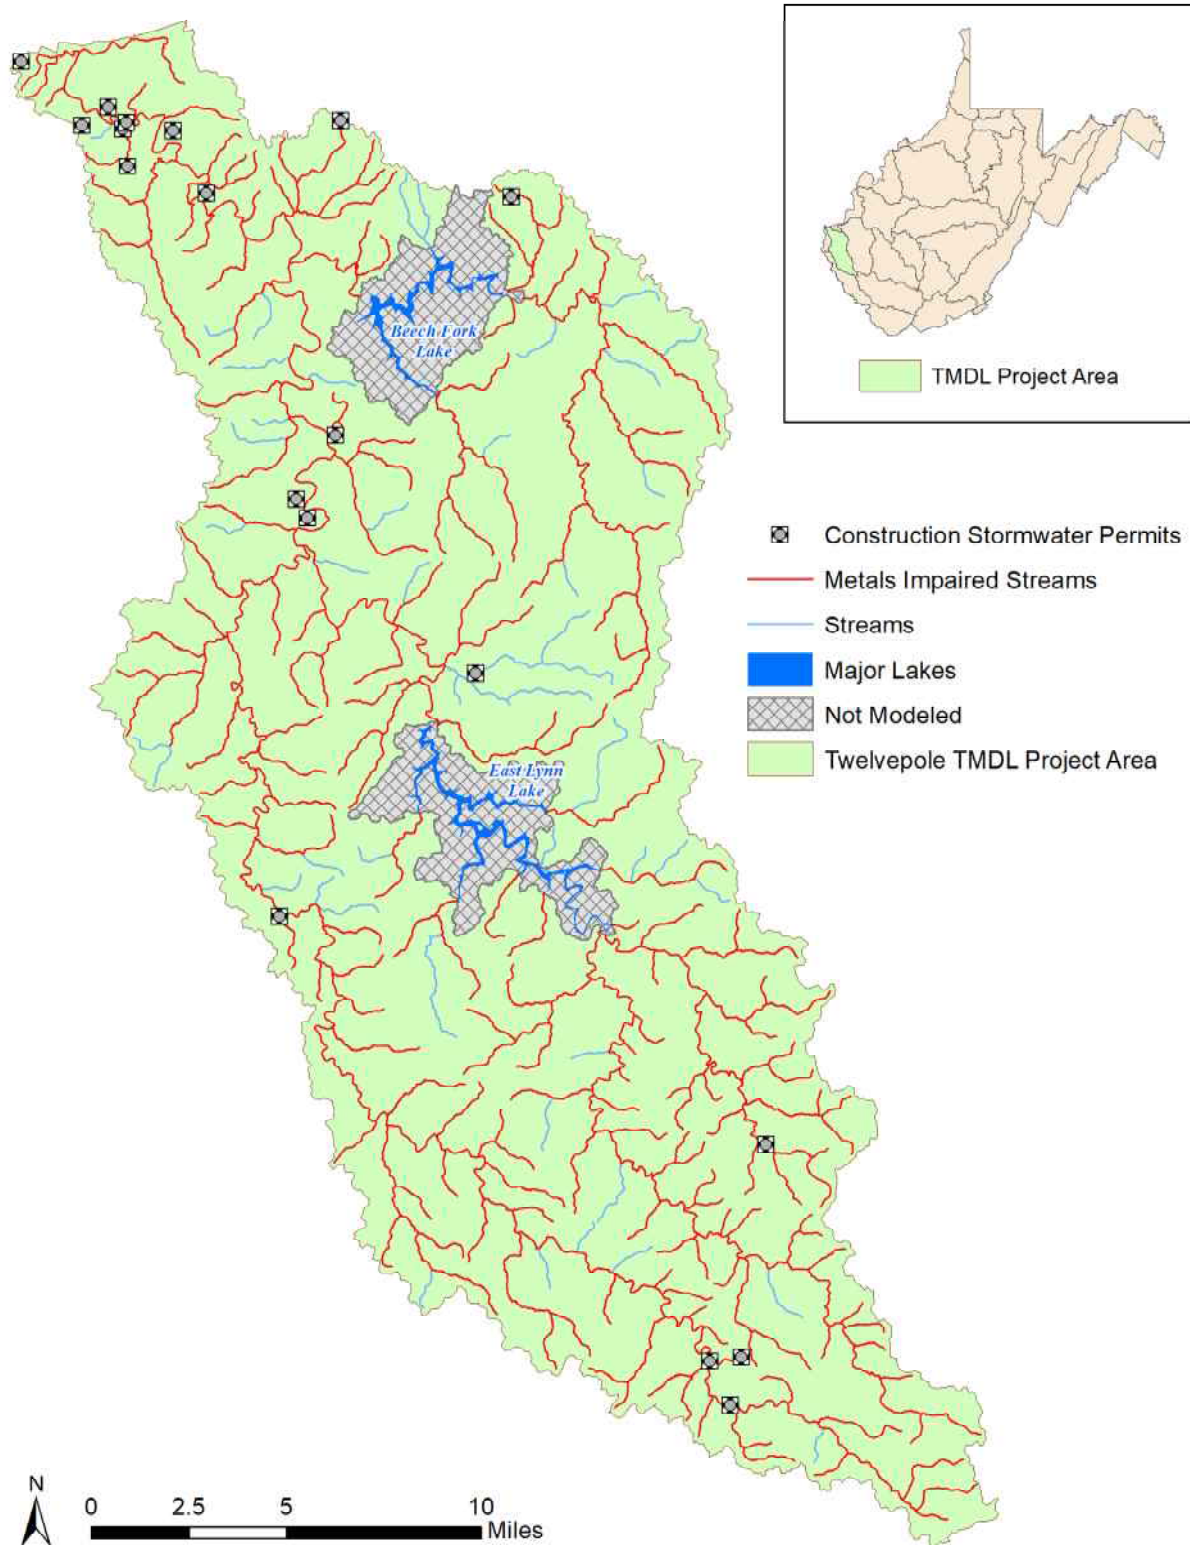 TMDL Project Area
Beech Fork
Lake
Construction Stormwater Permits
Metals Impaired Streams
Streams
Major Lakes
Not Modeled
Twelvepole TMDL Project Area
East Lynn
Lake
N
0 2.5 5 10
Miles